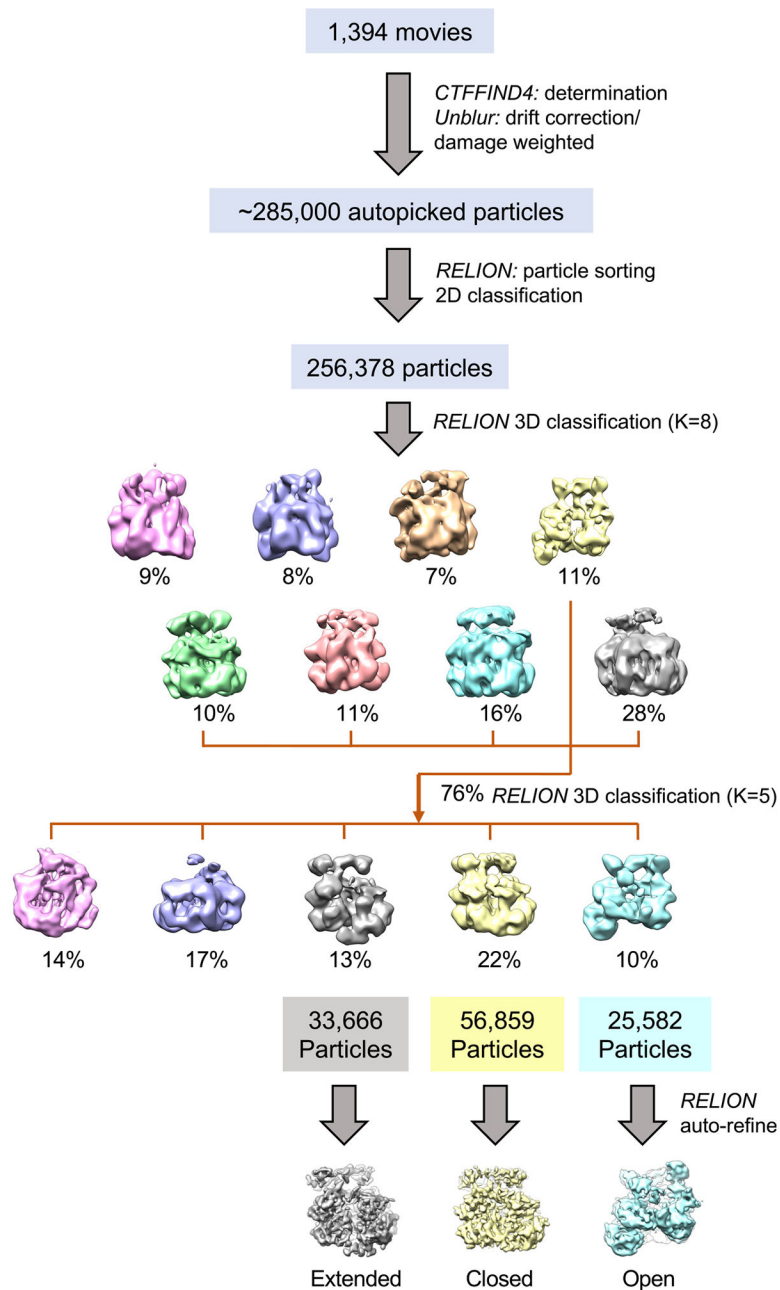 1,394 movies
CTFFIND4: determination
Unblur: drift correction/
damage weighted
~285,000 autopicked particles
RELION: particle sorting
2D classification
256,378 particles
RELION 3D classification (K=8)
9%
8%
7%
11%
10%
11%
16%
28%
76% RELION 3D classification (K=5)
14%
17%
13%
22%
10%
33,666
Particles
56,859
Particles
25,582
Particles
RELION
auto-refine
Extended
Closed
Open